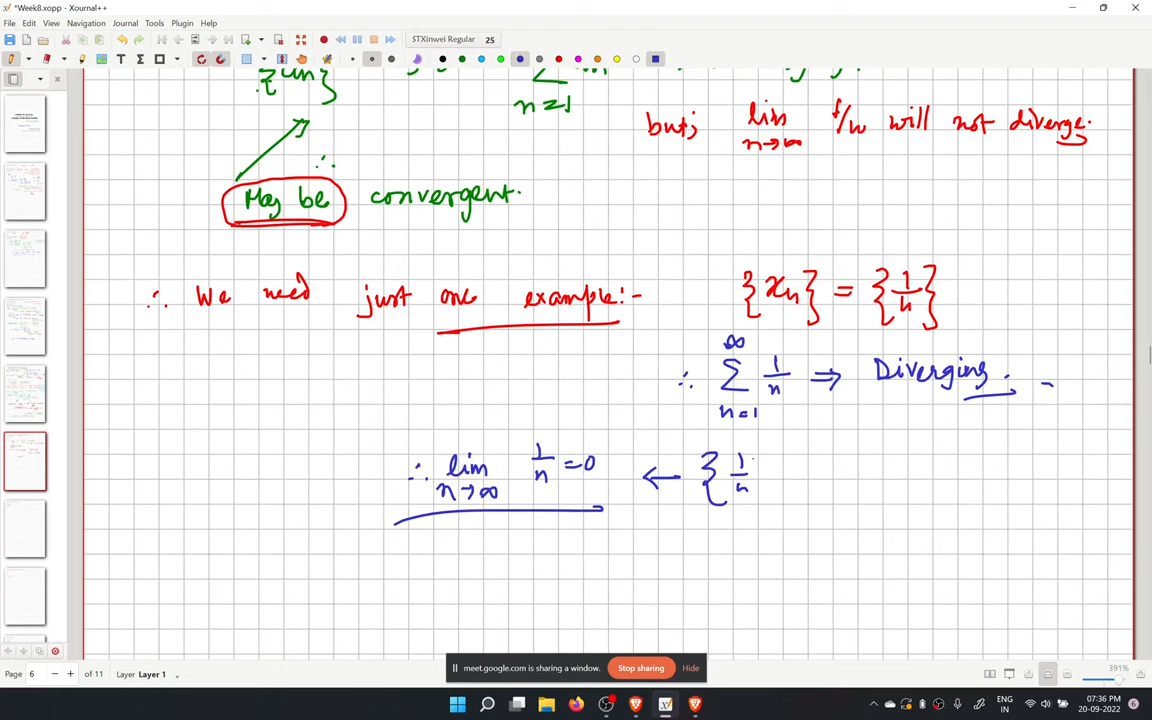 *Week8.xopp - Xournal++
File Edit View Navigation Journal Tools Plugin Help
STXinwei Regular 25
n=1
but; lim n→∞ f/w will not diverge.
∴
May be convergent.
∴ We need just one example:- {xn} = {1/n}
∴ ∞ Σ n=1 1/n ⇒ Diverging.
∴ lim n→∞ 1/n =0 ← {1/n
meet.google.com is sharing a window. Stop sharing Hide
Page 6 of 11 Layer Layer 1 391%
ENG IN 07:36 PM 20-09-2022 6